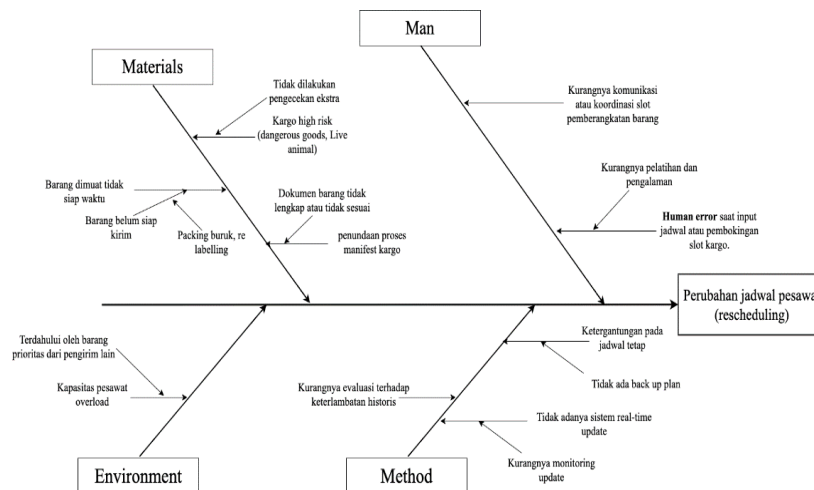 Man
Materials
Tidak dilakukan
pengecekan ekstra
Kargo high risk
(dangerous goods, Live
animal)
Barang dimuat tidak
siap waktu
Barang belum siap
kirim
Packing buruk, re
labelling
Dokumen barang tidak
lengkap atau tidak sesuai
penundaan proses
manifest kargo
Kurangnya komunikasi
atau koordinasi slot
pemberangkatan barang
Kurangnya pelatihan dan
pengalaman
Human error saat input
jadwal atau pembokingan
slot kargo.
Perubahan jadwal pesawat
(rescheduling)
Terdahului oleh barang
prioritas dari pengirim lain
Kapasitas pesawat
overload
Kurangnya evaluasi terhadap
keterlambatan historis
Ketergantungan pada
jadwal tetap
Tidak ada back up plan
Tidak adanya sistem real-time
update
Kurangnya monitoring
update
Environment
Method